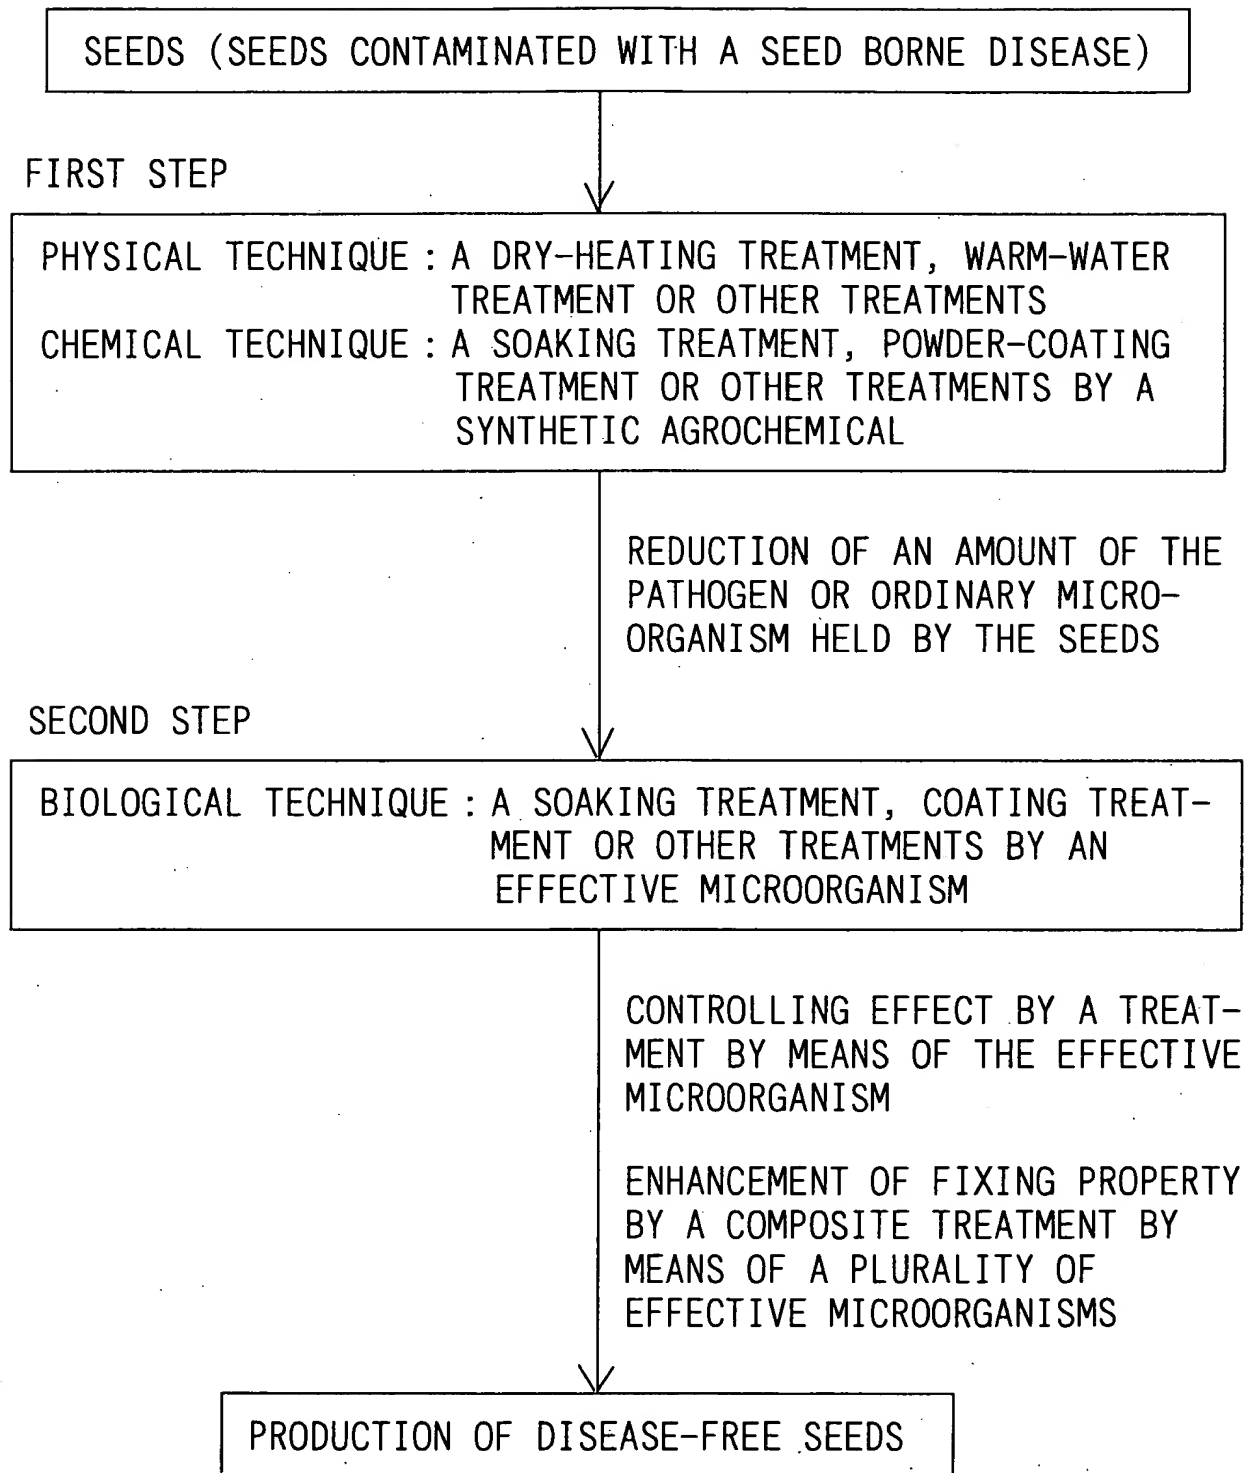 SEEDS (SEEDS CONTAMINATED WITH A SEED BORNE DISEASE)
FIRST STEP
PHYSICAL TECHNIQUE : A DRY-HEATING TREATMENT, WARM-WATER
TREATMENT OR OTHER TREATMENTS
CHEMICAL TECHNIQUE : A SOAKING TREATMENT, POWDER-COATING
TREATMENT OR OTHER TREATMENTS BY A
SYNTHETIC AGROCHEMICAL
REDUCTION OF AN AMOUNT OF THE
PATHOGEN OR ORDINARY MICRO-
ORGANISM HELD BY THE SEEDS
SECOND STEP
BIOLOGICAL TECHNIQUE : A SOAKING TREATMENT, COATING TREAT-
MENT OR OTHER TREATMENTS BY AN
EFFECTIVE MICROORGANISM
CONTROLLING EFFECT BY A TREAT-
MENT BY MEANS OF THE EFFECTIVE
MICROORGANISM
ENHANCEMENT OF FIXING PROPERTY
BY A COMPOSITE TREATMENT BY
MEANS OF A PLURALITY OF
EFFECTIVE MICROORGANISMS
PRODUCTION OF DISEASE-FREE SEEDS